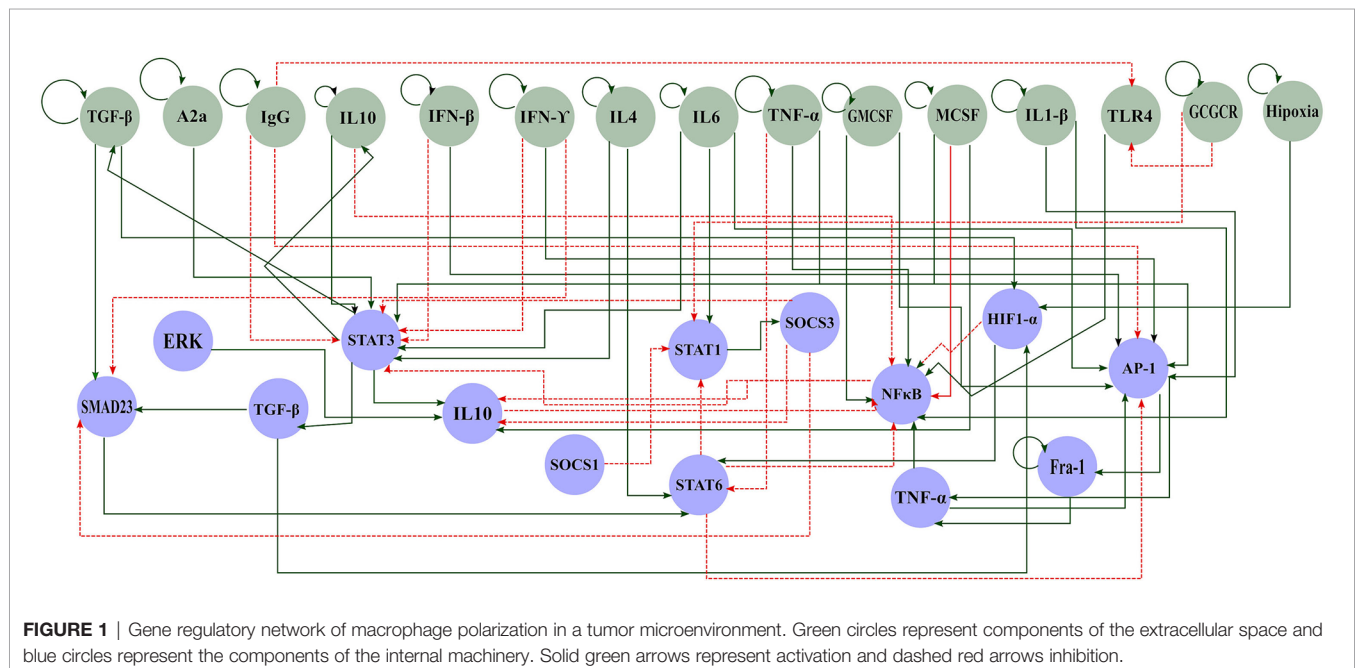 TGF-β A2a IgG IL10 IFN-β IFN-ϒ IL4 IL6 TNF-α GMCSF MCSF IL1-β TLR4 GCGCR Hipoxia
ERK STAT3 STAT1 SOCS3 HIF1-α AP-1
SMAD23 TGF-β IL10 NFκB
SOCS1 STAT6 TNF-α Fra-1
FIGURE 1 | Gene regulatory network of macrophage polarization in a tumor microenvironment. Green circles represent components of the extracellular space and
blue circles represent the components of the internal machinery. Solid green arrows represent activation and dashed red arrows inhibition.